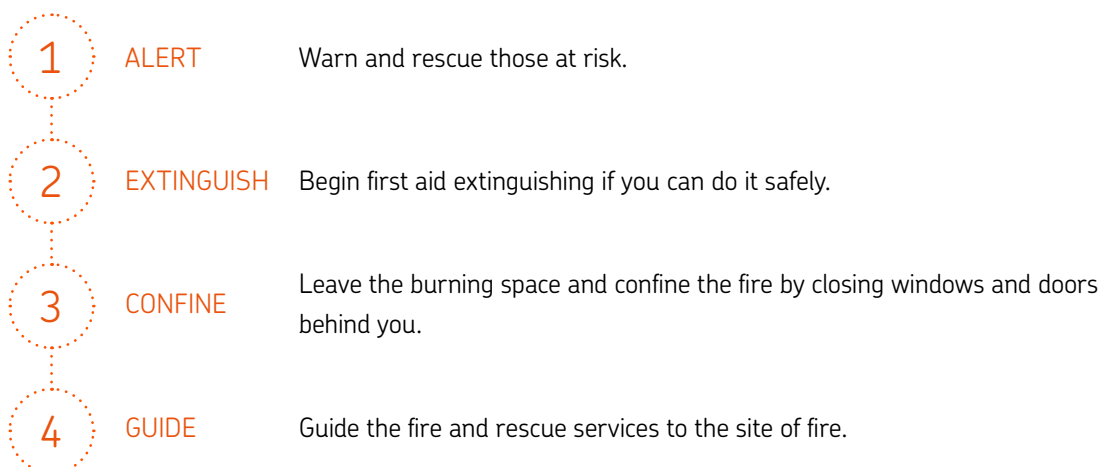 1 ALERT Warn and rescue those at risk.
2 EXTINGUISH Begin first aid extinguishing if you can do it safely.
3 CONFINE Leave the burning space and confine the fire by closing windows and doors
behind you.
4 GUIDE Guide the fire and rescue services to the site of fire.